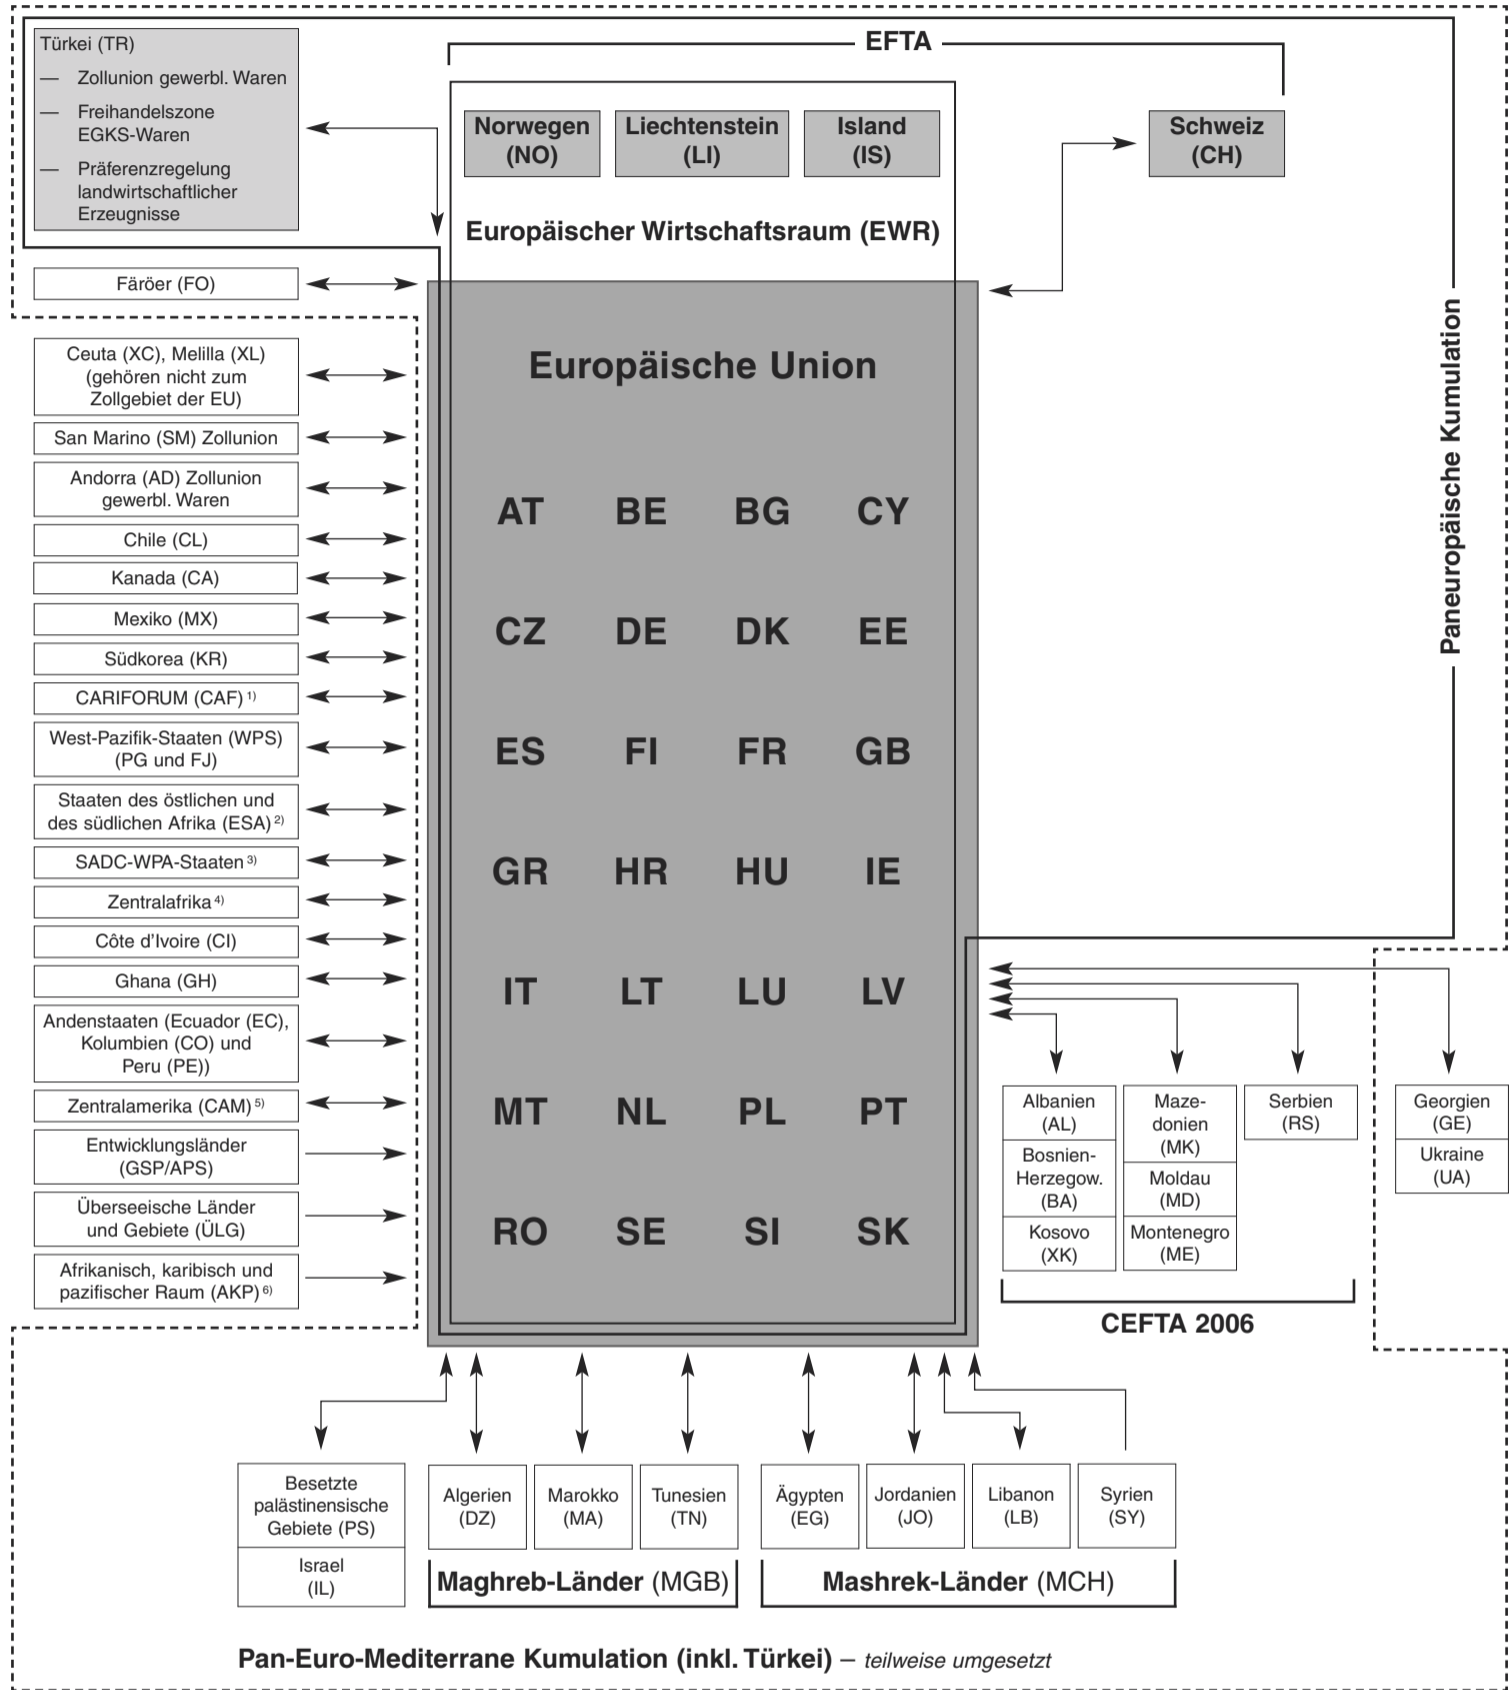 Türkei (TR)
— Zollunion gewerbl. Waren
— Freihandelszone
EGKS-Waren
— Präferenzregelung
landwirtschaftlicher
Erzeugnisse
EFTA
Norwegen
(NO)
Liechtenstein
(LI)
Island
(IS)
Schweiz
(CH)
Europäischer Wirtschaftsraum (EWR)
Paneuropäische Kumulation
Färöer (FO)
Ceuta (XC), Melilla (XL)
(gehören nicht zum
Zollgebiet der EU)
San Marino (SM) Zollunion
Andorra (AD) Zollunion
gewerbl. Waren
Chile (CL)
Kanada (CA)
Mexiko (MX)
Südkorea (KR)
CARIFORUM (CAF) 1)
West-Pazifik-Staaten (WPS)
(PG und FJ)
Staaten des östlichen und
des südlichen Afrika (ESA) 2)
SADC-WPA-Staaten 3)
Zentralafrika 4)
Côte d'Ivoire (CI)
Ghana (GH)
Andenstaaten (Ecuador (EC),
Kolumbien (CO) und
Peru (PE))
Zentralamerika (CAM) 5)
Entwicklungsländer
(GSP/APS)
Überseeische Länder
und Gebiete (ÜLG)
Afrikanisch, karibisch und
pazifischer Raum (AKP) 6)
Europäische Union
AT BE BG CY
CZ DE DK EE
ES FI FR GB
GR HR HU IE
IT LT LU LV
MT NL PL PT
RO SE SI SK
Albanien
(AL)
Bosnien-
Herzegow.
(BA)
Kosovo
(XK)
Maze-
donien
(MK)
Moldau
(MD)
Montenegro
(ME)
Serbien
(RS)
CEFTA 2006
Georgien
(GE)
Ukraine
(UA)
Besetzte
palästinensische
Gebiete (PS)
Israel
(IL)
Algerien
(DZ)
Marokko
(MA)
Tunesien
(TN)
Maghreb-Länder (MGB)
Ägypten
(EG)
Jordanien
(JO)
Libanon
(LB)
Syrien
(SY)
Mashrek-Länder (MCH)
Pan-Euro-Mediterrane Kumulation (inkl. Türkei) – teilweise umgesetzt